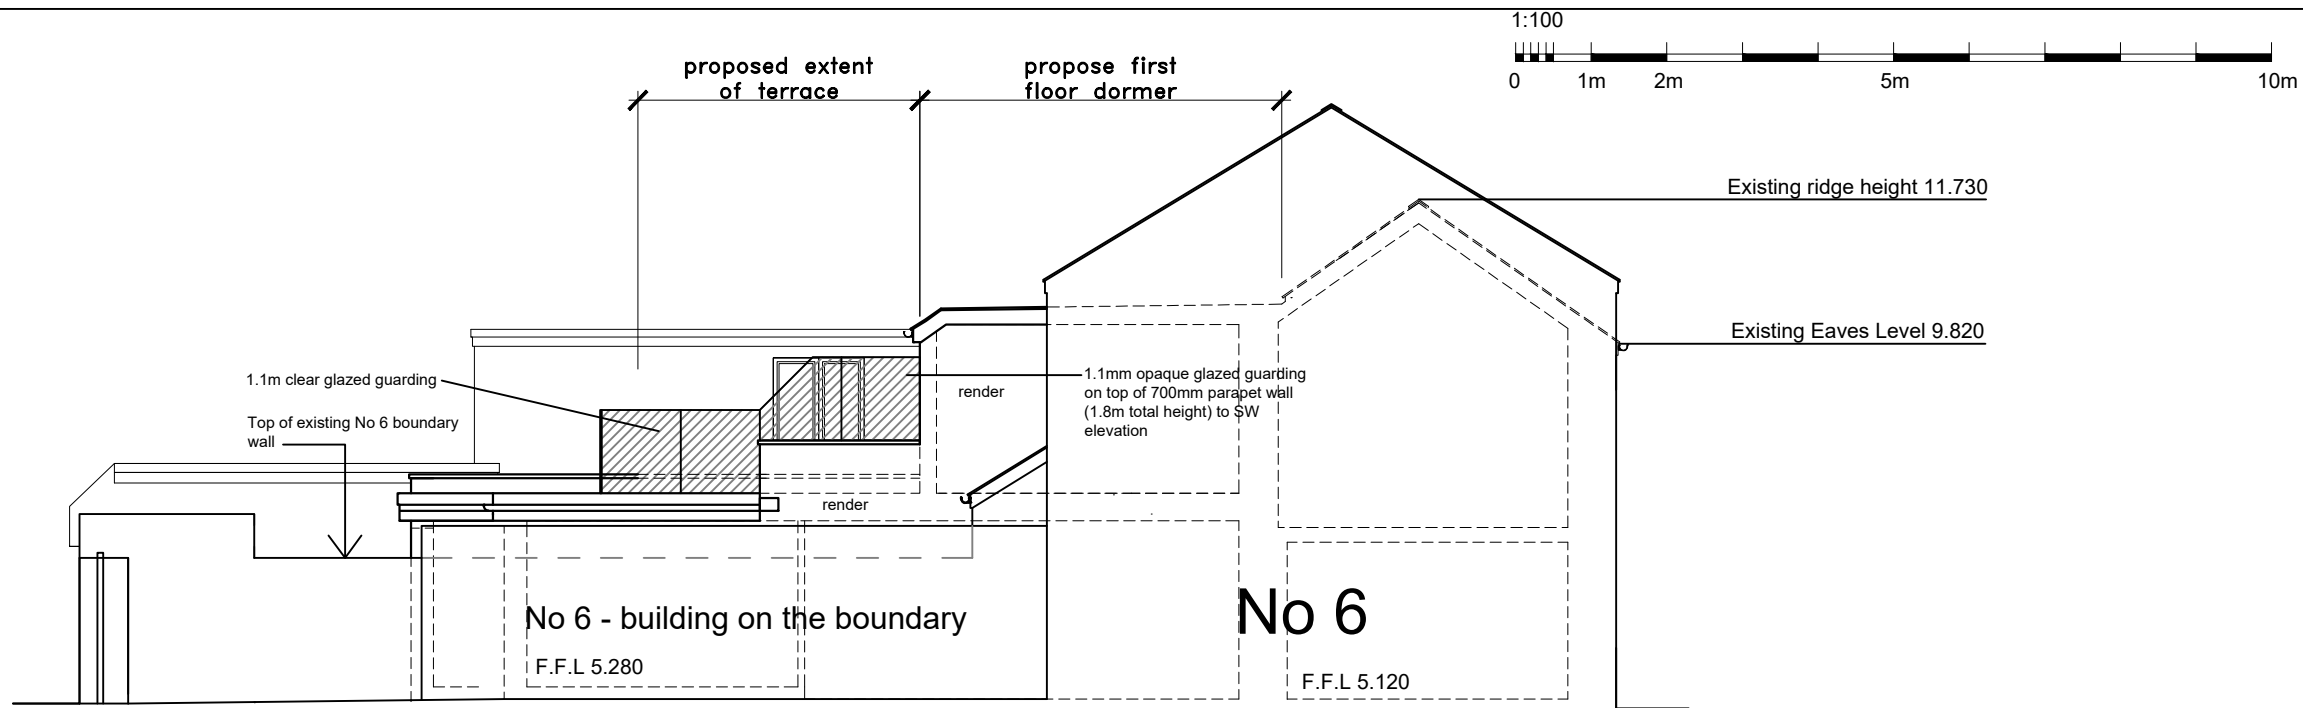 1:100
0 1m 2m 5m 10m
proposed extent
of terrace
propose first
floor dormer
Existing ridge height 11.730
Existing Eaves Level 9.820
1.1m clear glazed guarding
Top of existing No 6 boundary
wall
render
1.1mm opaque glazed guarding
on top of 700mm parapet wall
(1.8m total height) to SW
elevation
render
No 6 - building on the boundary
F.F.L 5.280
No 6
F.F.L 5.120